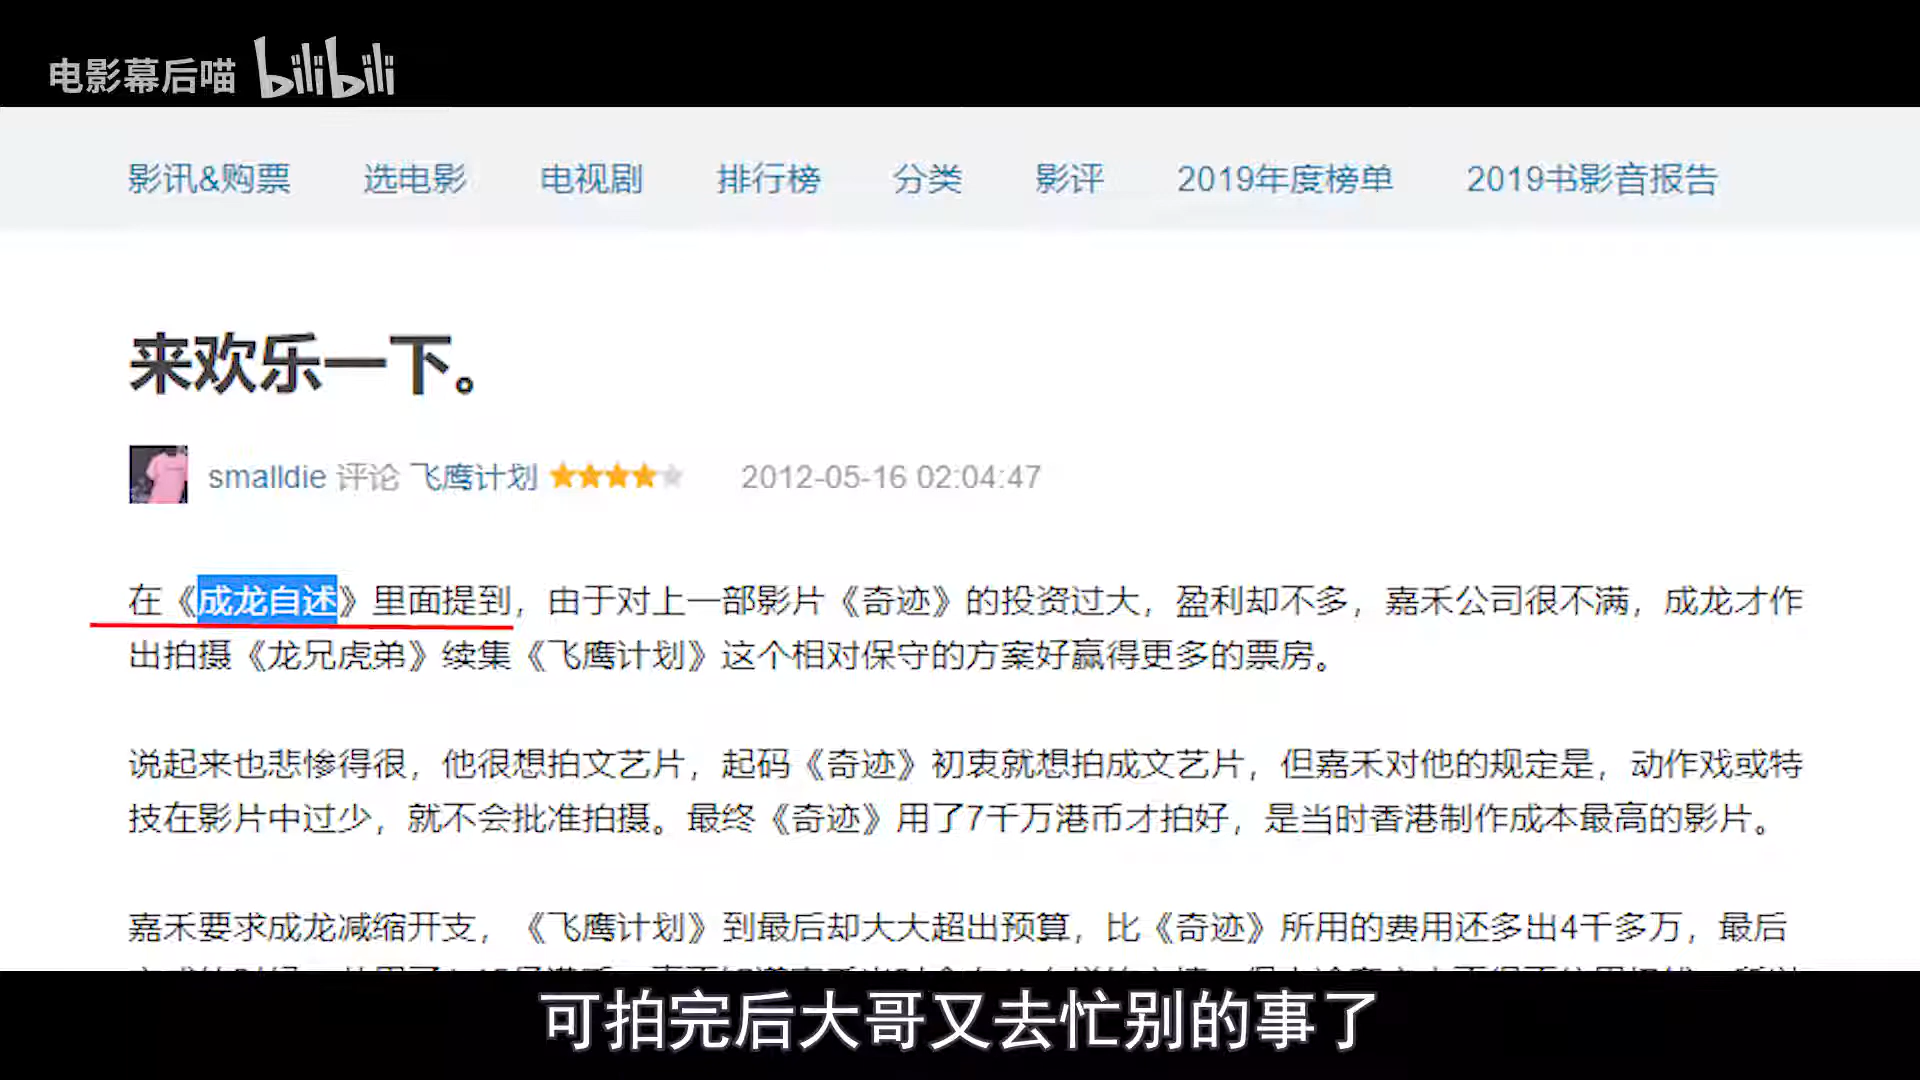 电影幕后喵 bilibili
影讯&购票 选电影 电视剧 排行榜 分类 影评 2019年度榜单 2019书影音报告
来欢乐一下。
smalldie 评论 飞鹰计划 2012-05-16 02:04:47
在《成龙自述》里面提到，由于对上一部影片《奇迹》的投资过大，盈利却不多，嘉禾公司很不满，成龙才作
出拍摄《龙兄虎弟》续集《飞鹰计划》这个相对保守的方案好赢得更多的票房。
说起来也悲惨得很，他很想拍文艺片，起码《奇迹》初衷就想拍成文艺片，但嘉禾对他的规定是，动作戏或特
技在影片中过少，就不会批准拍摄。最终《奇迹》用了7千万港币才拍好，是当时香港制作成本最高的影片。
嘉禾要求成龙减缩开支，《飞鹰计划》到最后却大大超出预算，比《奇迹》所用的费用还多出4千多万，最后
可拍完后大哥又去忙别的事了